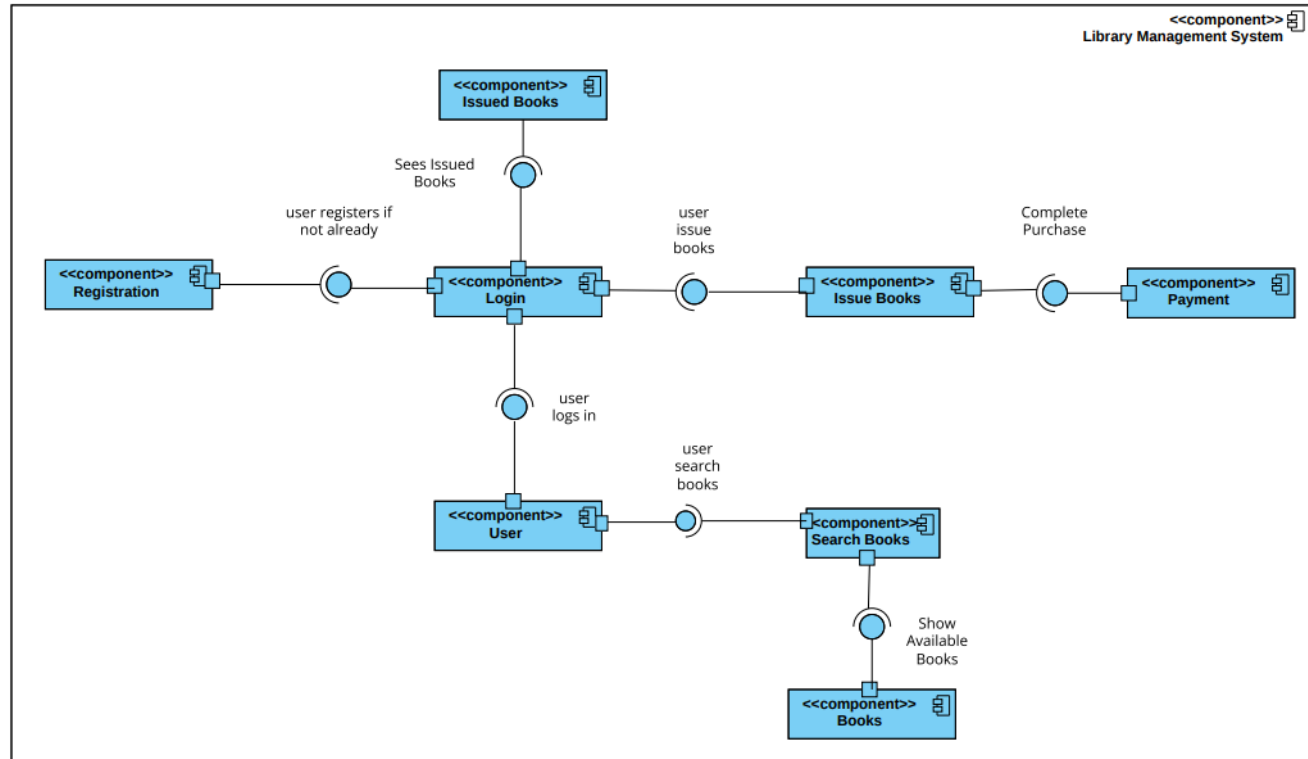 <<component>>
Library Management System
<<component>>
Issued Books
Sees Issued
Books
user registers if
not already
user
issue
books
Complete
Purchase
<<component>>
Registration
<<component>>
Login
<<component>>
Issue Books
<<component>>
Payment
user
logs in
user
search
books
<<component>>
User
<component>>
Search Books
Show
Available
Books
<<component>>
Books